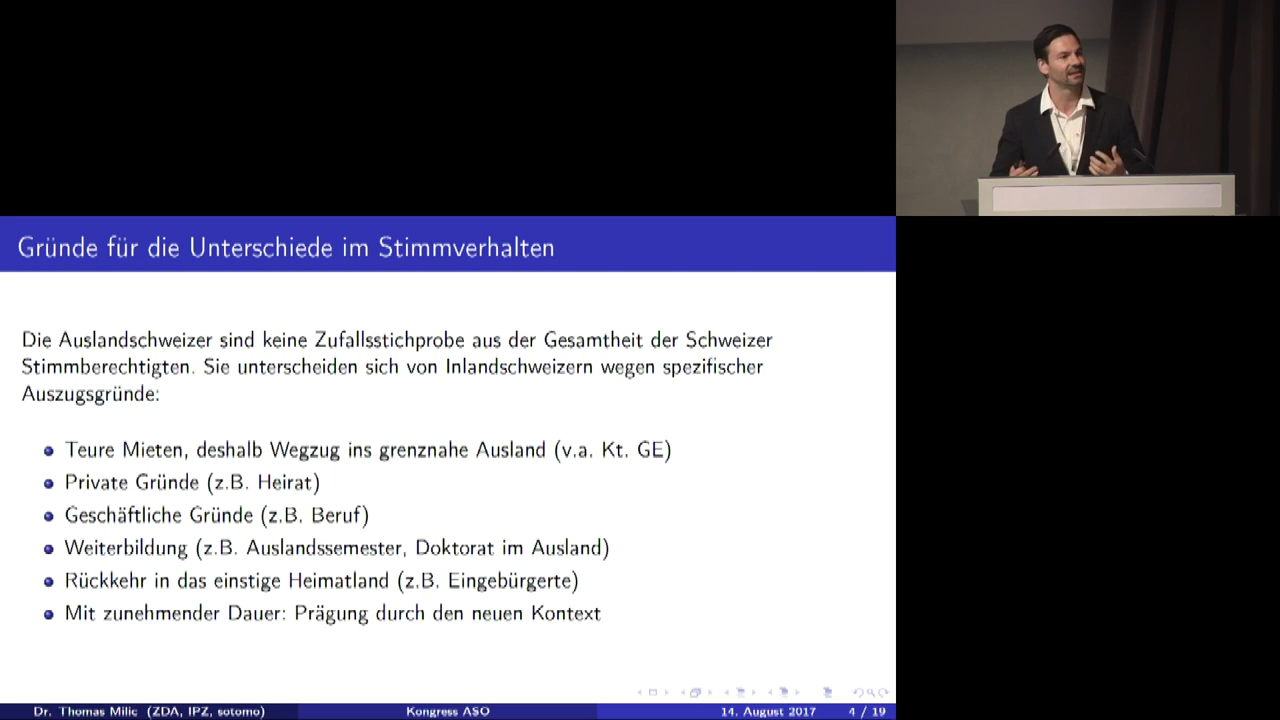 Gründe für die Unterschiede im Stimmverhalten
Die Auslandschweizer sind keine Zufallsstichprobe aus der Gesamtheit der Schweizer
Stimmberechtigten. Sie unterscheiden sich von Inlandschweizern wegen spezifischer
Auszugsgründe:
Teure Mieten, deshalb Wegzug ins grenznahe Ausland (v.a. Kt. GE)
Private Gründe (z.B. Heirat)
Geschäftliche Gründe (z.B. Beruf)
Weiterbildung (z.B. Auslandssemester, Doktorat im Ausland)
Rückkehr in das einstige Heimatland (z.B. Eingebürgerte)
Mit zunehmender Dauer: Prägung durch den neuen Kontext
Dr. Thomas Milic (ZDA, IPZ, sotomo) Kongress ASO 14. August 2017 4 / 19